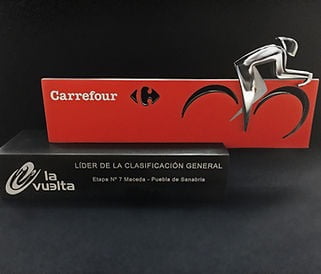 Carrefour
la vuelta
LÍDER DE LA CLASIFICACIÓN GENERAL
Etapa Nº 7 Maceda - Puebla de Sanabria